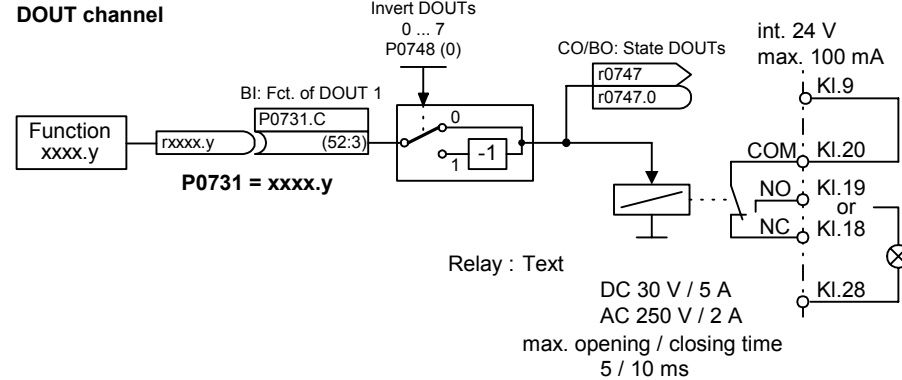 DOUT channel
Invert DOUTs
0 ... 7
P0748 (0)
int. 24 V
max. 100 mA
CO/BO: State DOUTs
r0747
r0747.0
Kl.9
BI: Fct. of DOUT 1
P0731.C
(52:3)
Function
xxxx.y
rxxxx.y
0
1
-1
P0731 = xxxx.y
COM
Kl.20
NO
Kl.19
or
NC
Kl.18
Relay : Text
Kl.28
DC 30 V / 5 A
AC 250 V / 2 A
max. opening / closing time
5 / 10 ms